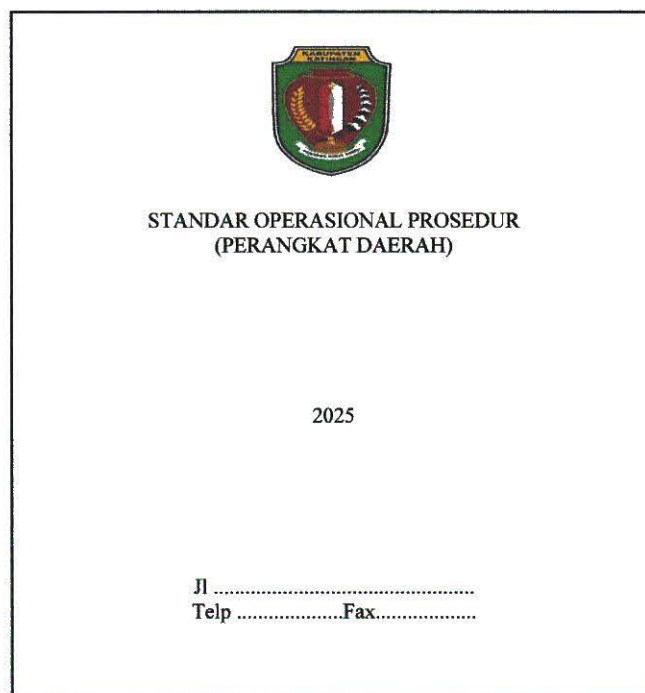 KABUPATEN
KATINGAN
STANDAR OPERASIONAL PROSEDUR
(PERANGKAT DAERAH)
2025
Jl ..................................................
Telp ....................Fax...................